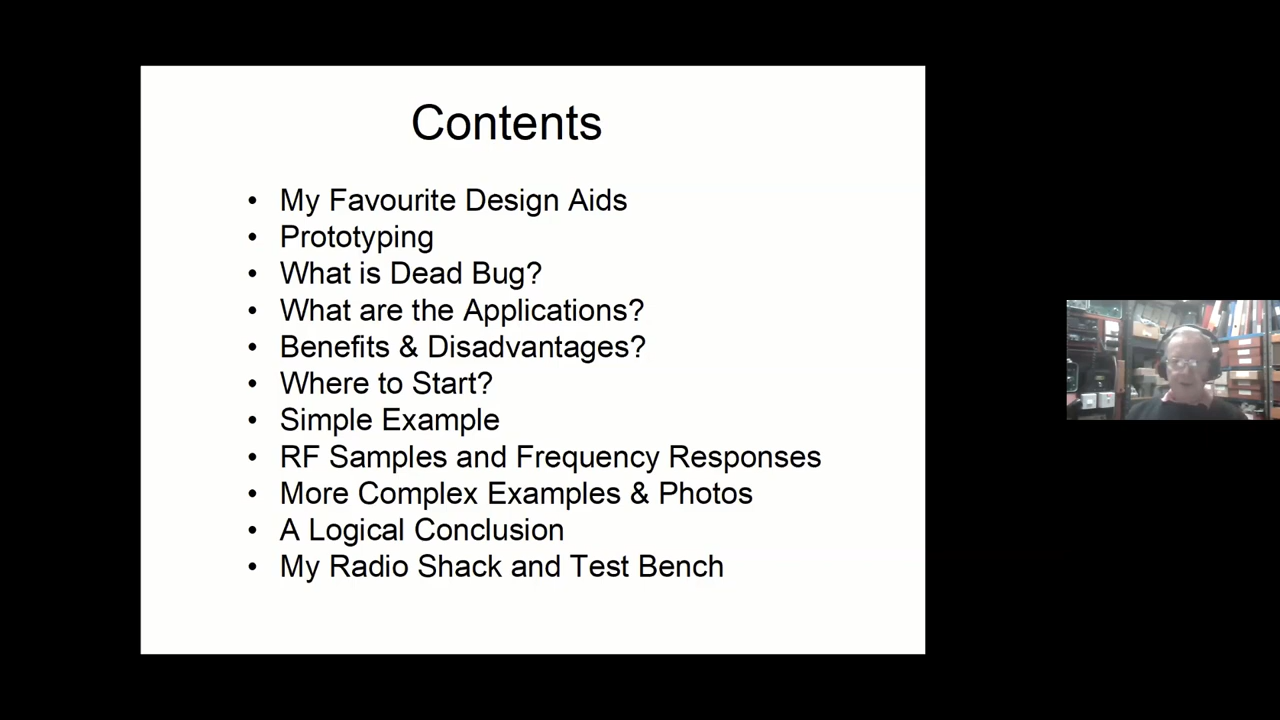 Contents
• My Favourite Design Aids
• Prototyping
• What is Dead Bug?
• What are the Applications?
• Benefits & Disadvantages?
• Where to Start?
• Simple Example
• RF Samples and Frequency Responses
• More Complex Examples & Photos
• A Logical Conclusion
• My Radio Shack and Test Bench